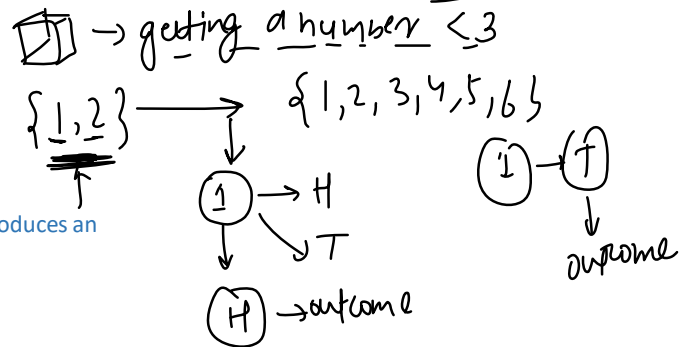 → getting a number < 3
{1,2} → {1,2,3,4,5,6}
1 → H
T
1 → T
outcome
oduces an
H → outcome